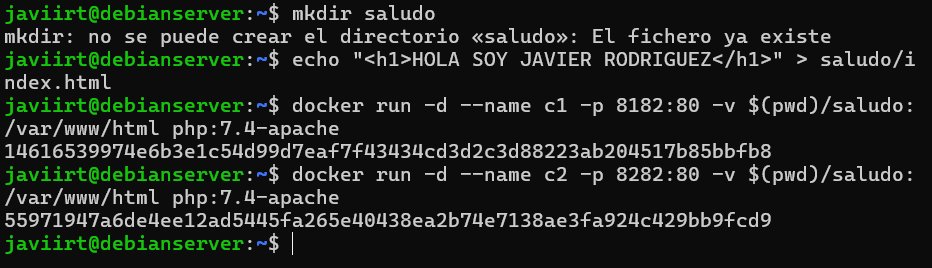 javiirt@debianserver:~$ mkdir saludo
mkdir: no se puede crear el directorio «saludo»: El fichero ya existe
javiirt@debianserver:~$ echo "<h1>HOLA SOY JAVIER RODRIGUEZ</h1>" > saludo/i
ndex.html
javiirt@debianserver:~$ docker run -d --name c1 -p 8182:80 -v $(pwd)/saludo:
/var/www/html php:7.4-apache
14616539974e6b3e1c54d99d7eaf7f43434cd3d2c3d88223ab204517b85bbfb8
javiirt@debianserver:~$ docker run -d --name c2 -p 8282:80 -v $(pwd)/saludo:
/var/www/html php:7.4-apache
55971947a6de4ee12ad5445fa265e40438ea2b74e7138ae3fa924c429bb9fcd9
javiirt@debianserver:~$